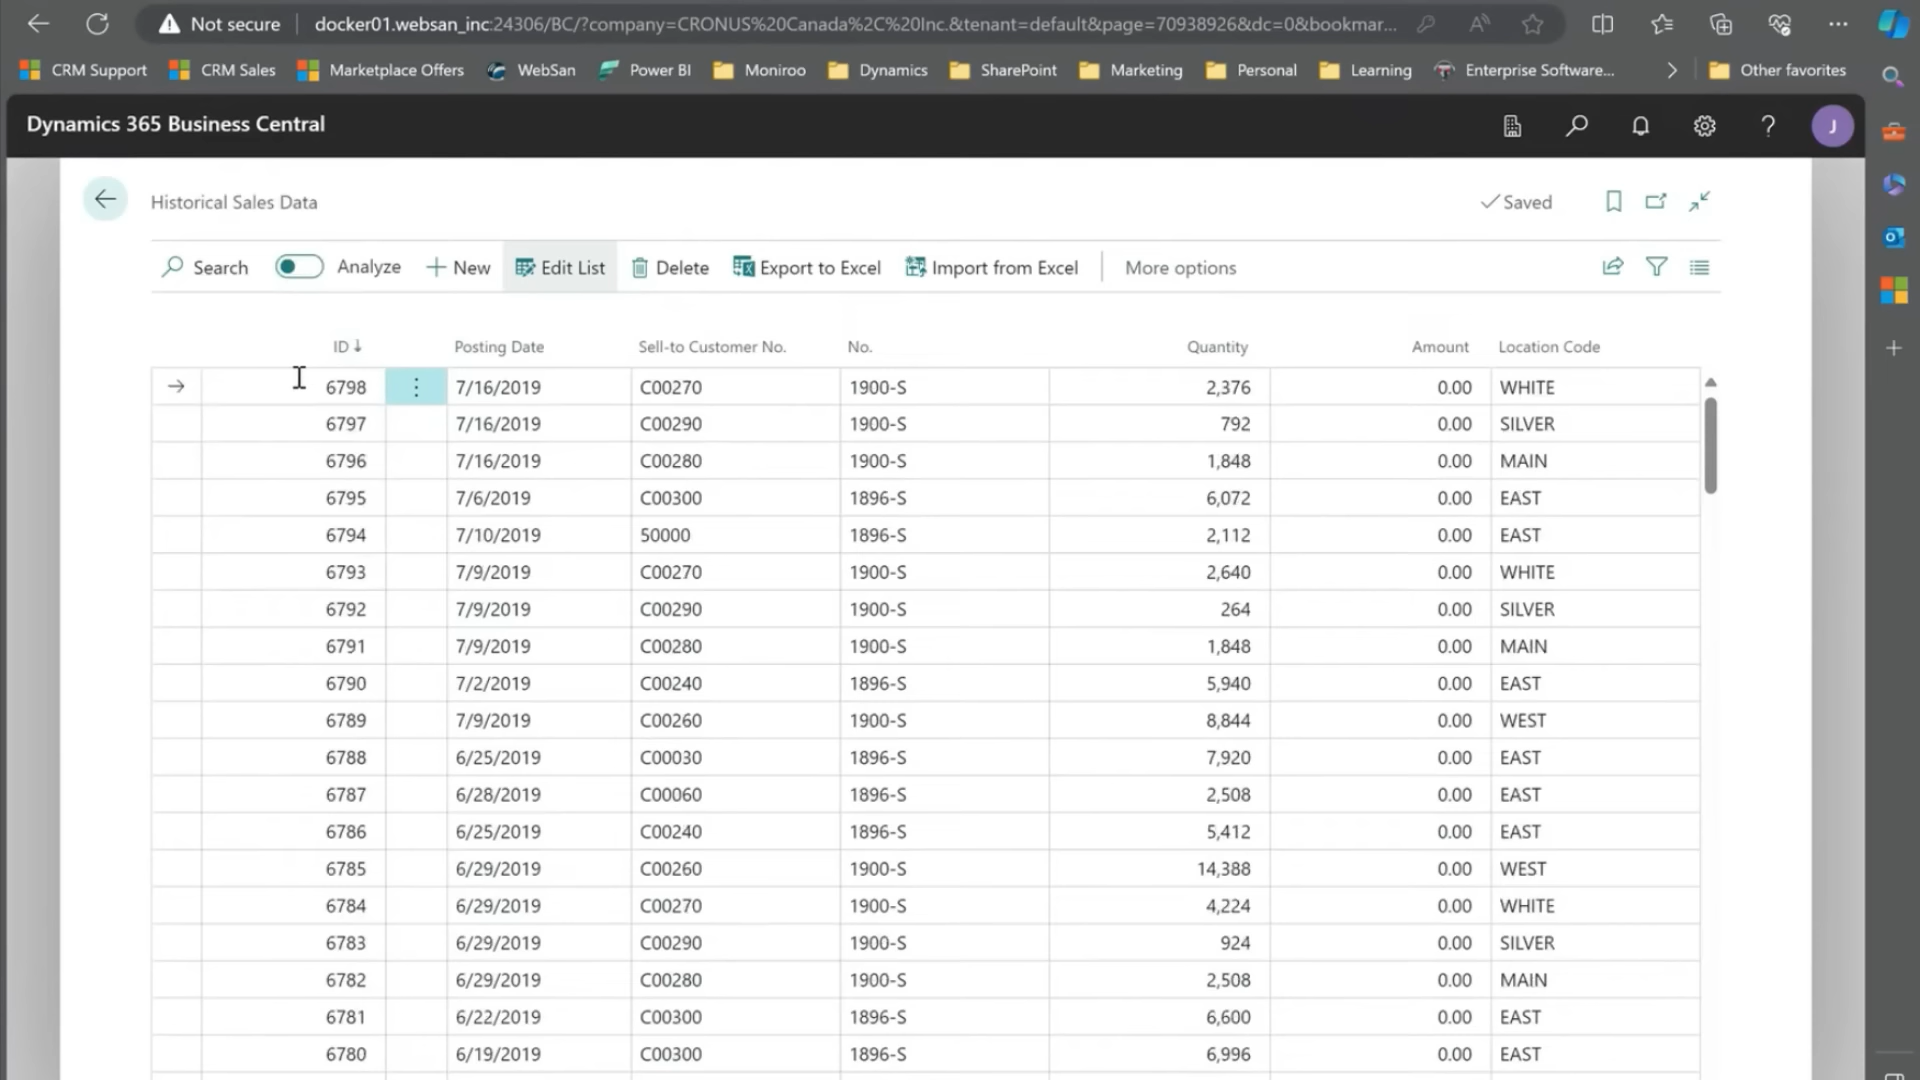 Not secure docker01.websan_inc:24306/BC/?company=CRONUS%20Canada%2C%20Inc.&tenant=default&page=70938926&dc=0&bookmar...
CRM Support CRM Sales Marketplace Offers WebSan Power BI Moniroo Dynamics SharePoint Marketing Personal Learning Enterprise Software... Other favorites
Dynamics 365 Business Central J
Historical Sales Data Saved
Search Analyze New Edit List Delete Export to Excel Import from Excel More options
ID↓ Posting Date Sell-to Customer No. No. Quantity Amount Location Code
6798 7/16/2019 C00270 1900-S 2,376 0.00 WHITE
6797 7/16/2019 C00290 1900-S 792 0.00 SILVER
6796 7/16/2019 C00280 1900-S 1,848 0.00 MAIN
6795 7/6/2019 C00300 1896-S 6,072 0.00 EAST
6794 7/10/2019 50000 1896-S 2,112 0.00 EAST
6793 7/9/2019 C00270 1900-S 2,640 0.00 WHITE
6792 7/9/2019 C00290 1900-S 264 0.00 SILVER
6791 7/9/2019 C00280 1900-S 1,848 0.00 MAIN
6790 7/2/2019 C00240 1896-S 5,940 0.00 EAST
6789 7/9/2019 C00260 1900-S 8,844 0.00 WEST
6788 6/25/2019 C00030 1896-S 7,920 0.00 EAST
6787 6/28/2019 C00060 1896-S 2,508 0.00 EAST
6786 6/25/2019 C00240 1896-S 5,412 0.00 EAST
6785 6/29/2019 C00260 1900-S 14,388 0.00 WEST
6784 6/29/2019 C00270 1900-S 4,224 0.00 WHITE
6783 6/29/2019 C00290 1900-S 924 0.00 SILVER
6782 6/29/2019 C00280 1900-S 2,508 0.00 MAIN
6781 6/22/2019 C00300 1896-S 6,600 0.00 EAST
6780 6/19/2019 C00300 1896-S 6,996 0.00 EAST